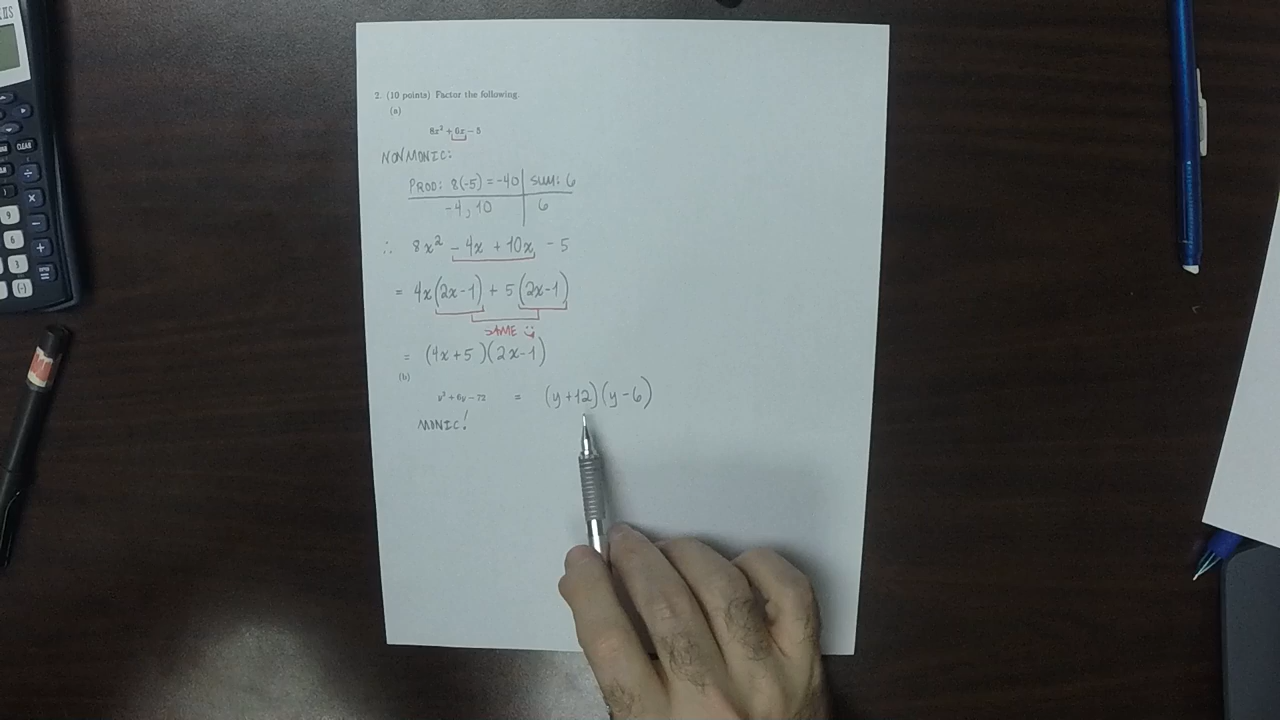 2. (10 points) Factor the following:
(a)
8x² + 6x − 5
NONMONIC:
PROD: 8(-5) = -40 | SUM: 6
-4, 10 | 6
∴ 8x² - 4x + 10x - 5
= 4x(2x-1) + 5(2x-1)
SAME
= (4x+5)(2x-1)
(b)
y² + 6y − 72 = (y+12)(y-6)
MONIC!
CLEAR